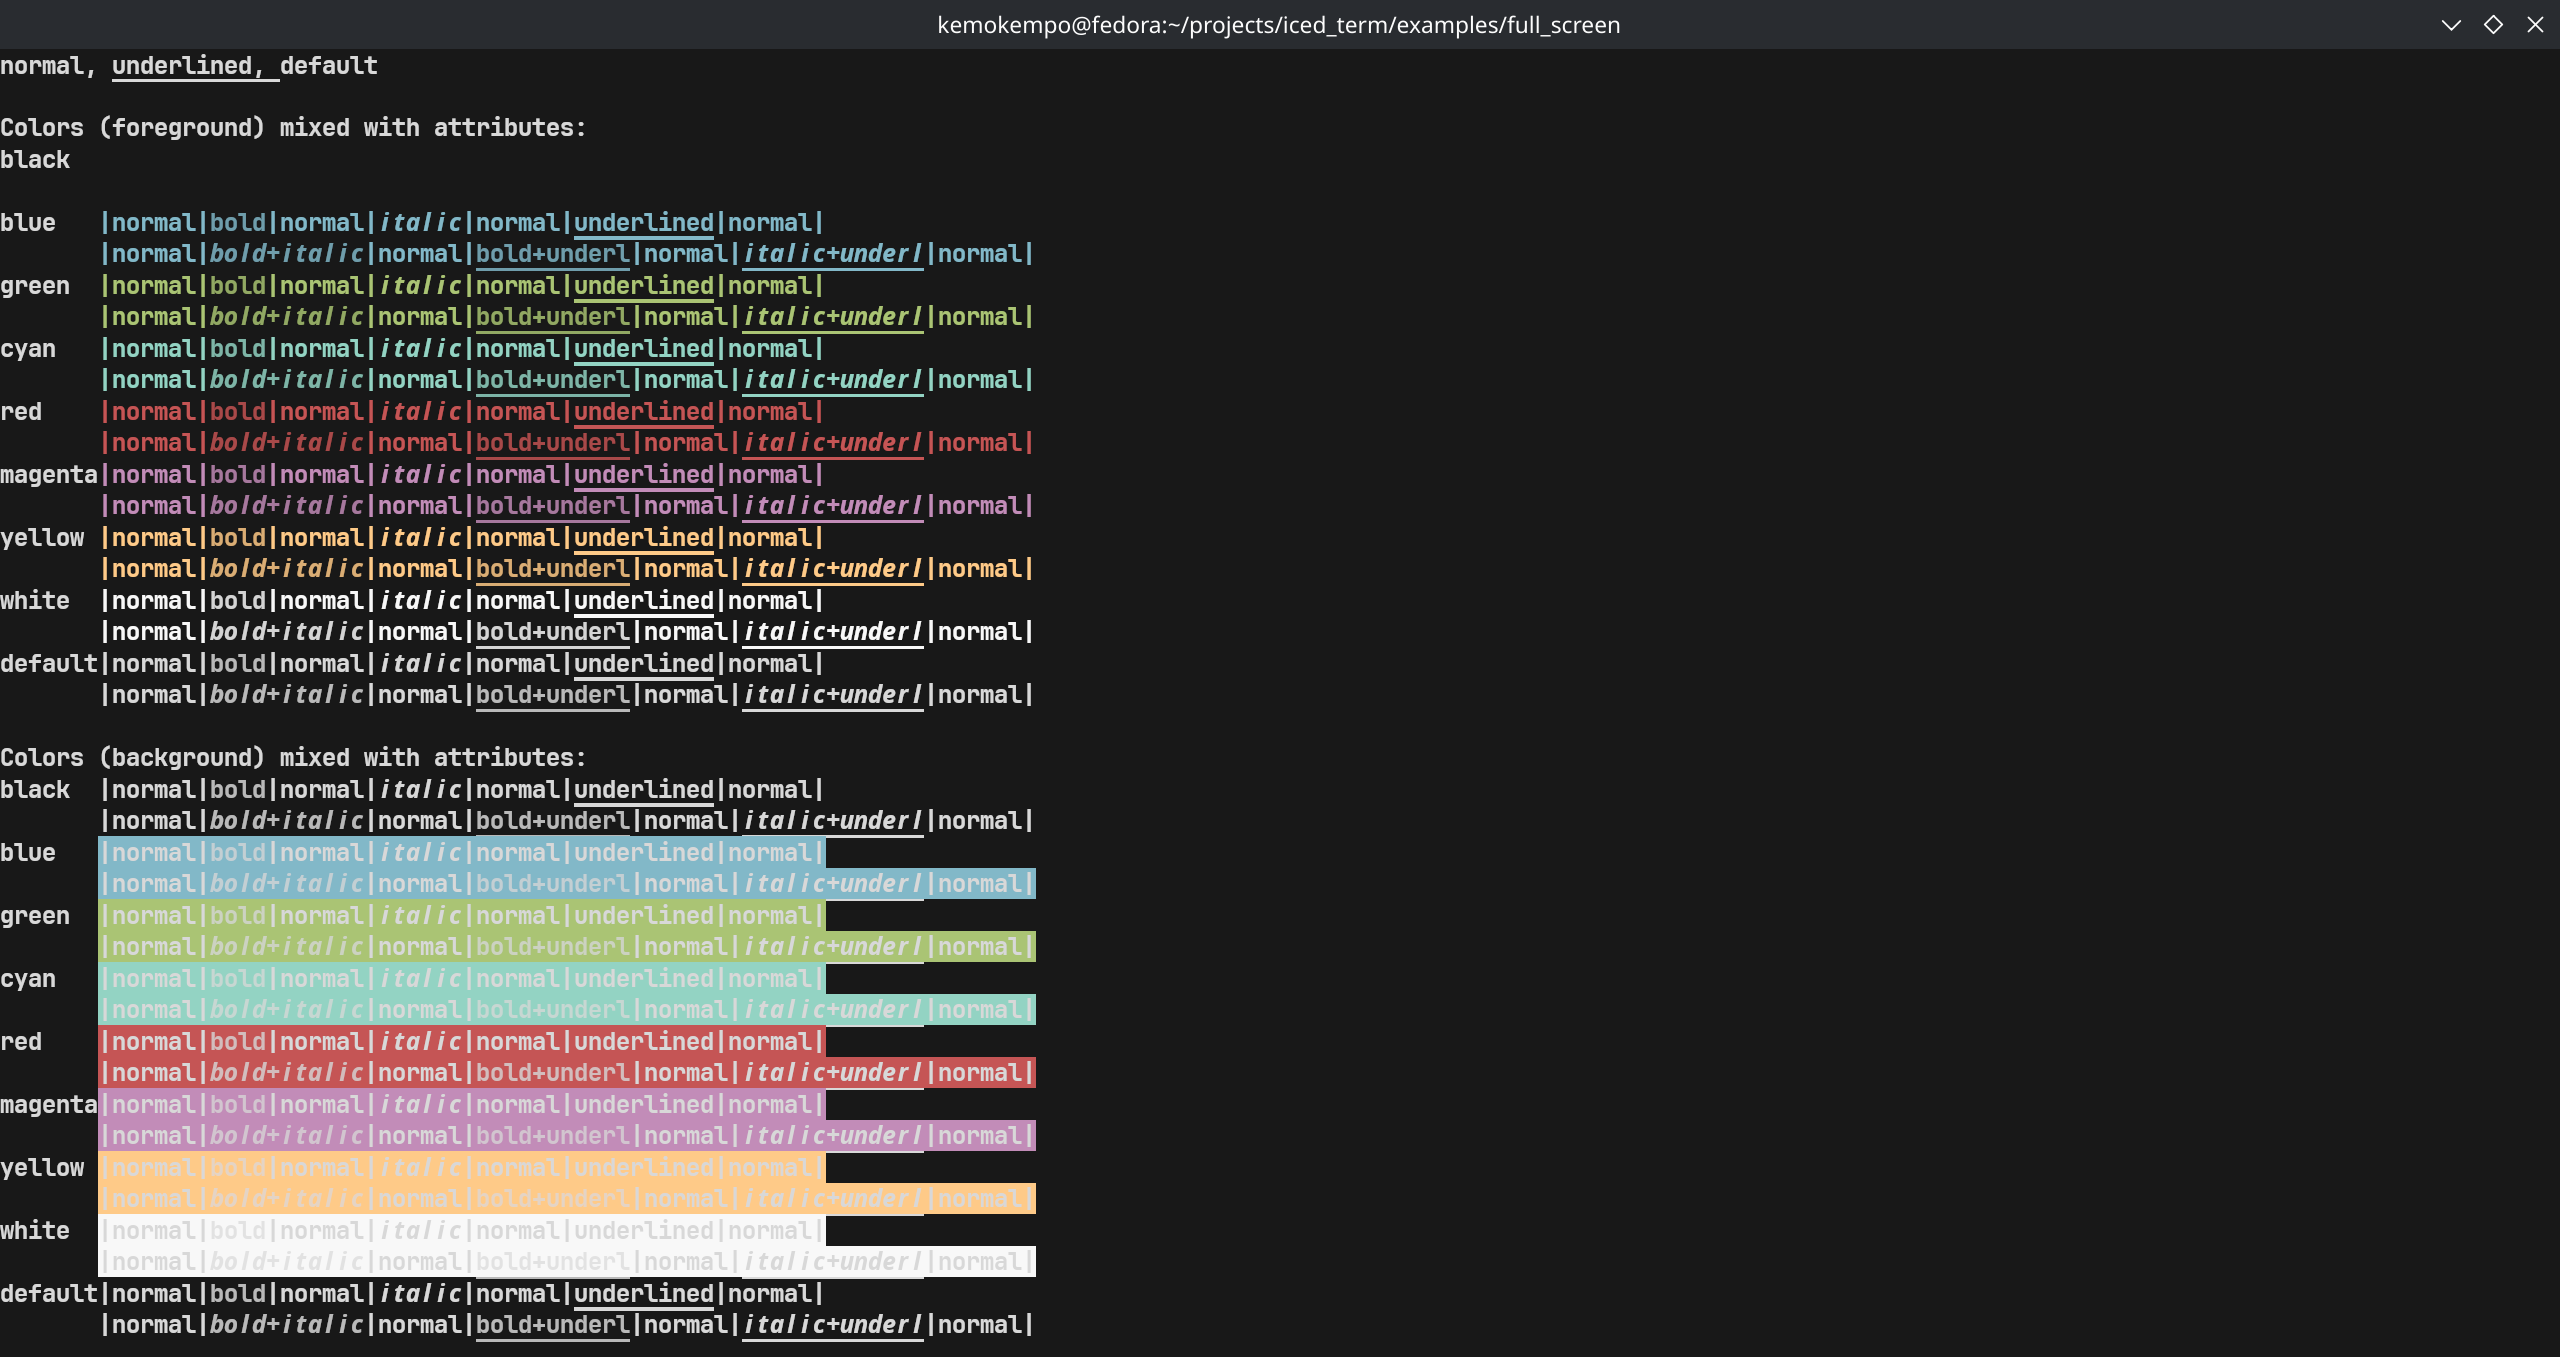 kemokempo@fedora:~/projects/iced_term/examples/full_screen
normal, underlined, default
Colors (foreground) mixed with attributes:
black
blue |normal|bold|normal|italic|normal|underlined|normal|
|normal|bold+italic|normal|bold+underl|normal|italic+underl|normal|
green |normal|bold|normal|italic|normal|underlined|normal|
|normal|bold+italic|normal|bold+underl|normal|italic+underl|normal|
cyan |normal|bold|normal|italic|normal|underlined|normal|
|normal|bold+italic|normal|bold+underl|normal|italic+underl|normal|
red |normal|bold|normal|italic|normal|underlined|normal|
|normal|bold+italic|normal|bold+underl|normal|italic+underl|normal|
magenta|normal|bold|normal|italic|normal|underlined|normal|
|normal|bold+italic|normal|bold+underl|normal|italic+underl|normal|
yellow |normal|bold|normal|italic|normal|underlined|normal|
|normal|bold+italic|normal|bold+underl|normal|italic+underl|normal|
white |normal|bold|normal|italic|normal|underlined|normal|
|normal|bold+italic|normal|bold+underl|normal|italic+underl|normal|
default|normal|bold|normal|italic|normal|underlined|normal|
|normal|bold+italic|normal|bold+underl|normal|italic+underl|normal|
Colors (background) mixed with attributes:
black |normal|bold|normal|italic|normal|underlined|normal|
|normal|bold+italic|normal|bold+underl|normal|italic+underl|normal|
blue |normal|bold|normal|italic|normal|underlined|normal|
|normal|bold+italic|normal|bold+underl|normal|italic+underl|normal|
green |normal|bold|normal|italic|normal|underlined|normal|
|normal|bold+italic|normal|bold+underl|normal|italic+underl|normal|
cyan |normal|bold|normal|italic|normal|underlined|normal|
|normal|bold+italic|normal|bold+underl|normal|italic+underl|normal|
red |normal|bold|normal|italic|normal|underlined|normal|
|normal|bold+italic|normal|bold+underl|normal|italic+underl|normal|
magenta|normal|bold|normal|italic|normal|underlined|normal|
|normal|bold+italic|normal|bold+underl|normal|italic+underl|normal|
yellow |normal|bold|normal|italic|normal|underlined|normal|
|normal|bold+italic|normal|bold+underl|normal|italic+underl|normal|
white |normal|bold|normal|italic|normal|underlined|normal|
|normal|bold+italic|normal|bold+underl|normal|italic+underl|normal|
default|normal|bold|normal|italic|normal|underlined|normal|
|normal|bold+italic|normal|bold+underl|normal|italic+underl|normal|